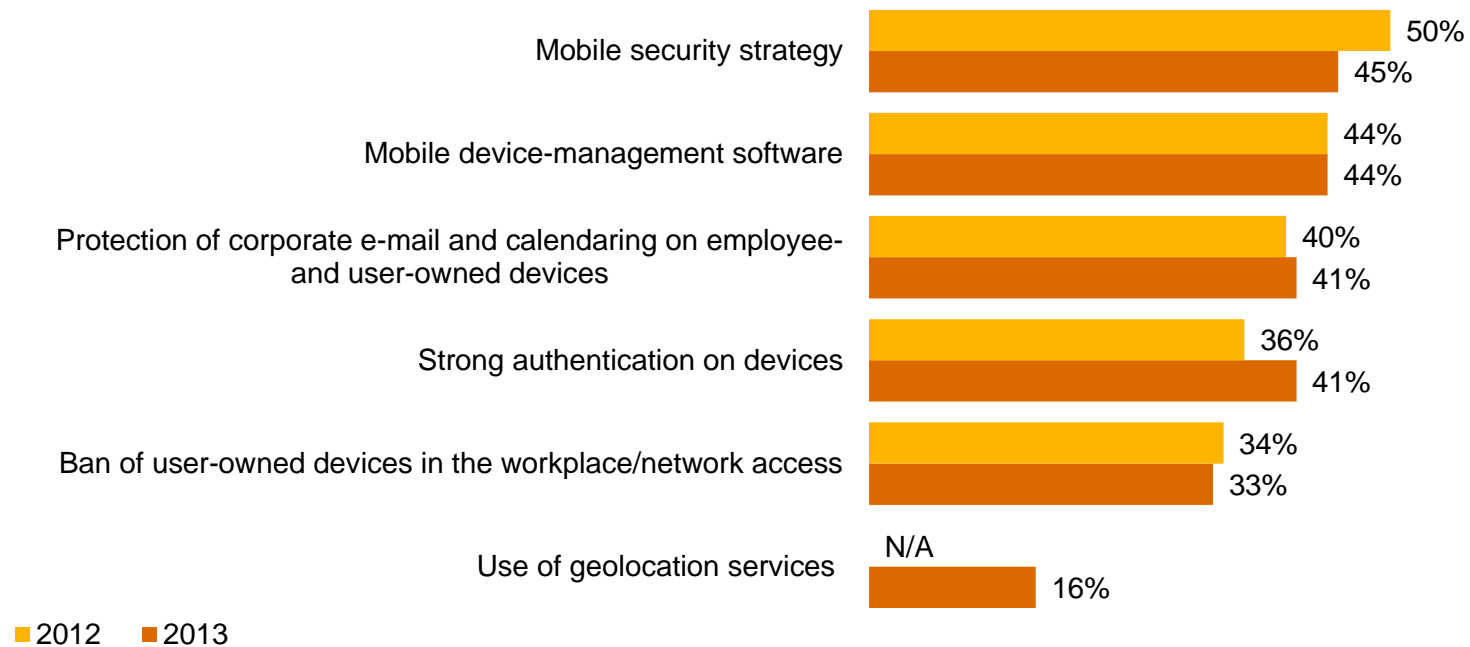 Mobile security strategy
50%
45%
Mobile device-management software
44%
44%
Protection of corporate e-mail and calendaring on employee-
and user-owned devices
40%
41%
Strong authentication on devices
36%
41%
Ban of user-owned devices in the workplace/network access
34%
33%
Use of geolocation services
N/A
16%
2012 2013